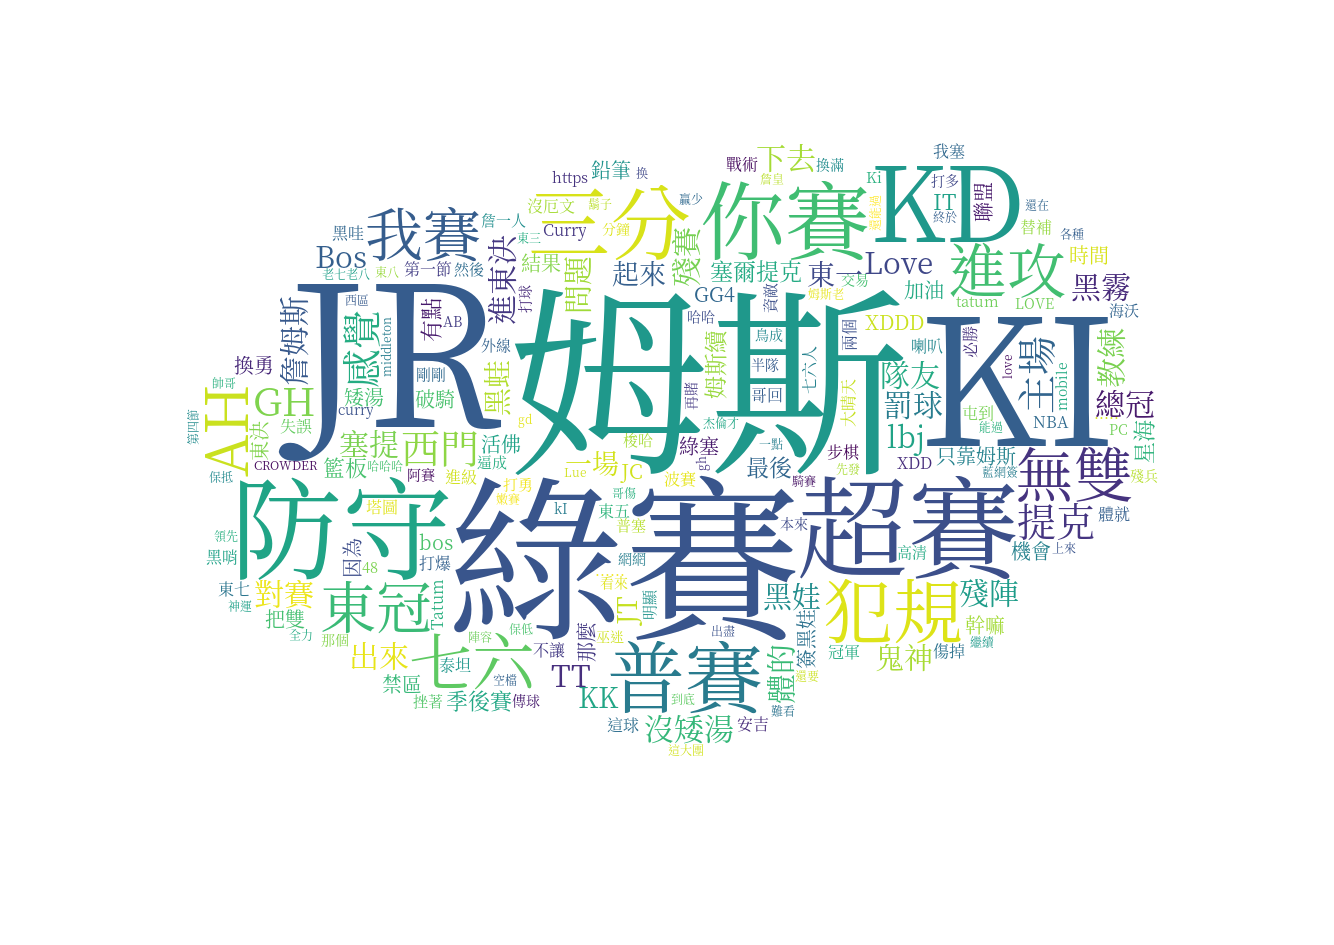 我塞
戰術
下去
換滿
https
鉛筆
换
詹皇
Ki
打多
KD
聯盟
IT
終於
還在
三分
你賽
沒厄文
鬍子
贏少
我賽
詹一人
Curry
分鐘
東三
殘賽
替補
各種
黑哇
Bos
進東決
結果
問題
起來
塞爾提克
東一
Love
進攻
時間
老七老八
東八
第一節
然後
打球
交易
加油
黑霧
西區
GG4
資敵
姆斯老
tatum
LOVE
海沃
詹姆斯
JR
有點
AB
哈哈
姆斯
XDDD
KI
感覺
middleton
外線
姆斯續
鳥成
兩個
喇叭
必勝
主場
教練
換勇
剛剛
黑蛙
半隊
七六人
隊友
love
mobile
帥哥
矮湯
破騎
再賭
哥回
大晴天
罰球
總冠
AH
GH
curry
gd
杰倫才
屯到
NBA
PC
第四節
東決
失誤
塞提
西門
活佛
梭哈
綠塞
一點
步棋
lbj
能過
星海
CROWDER
籃板
哈哈哈
逼成
一場
JC
gh
最後
XDD
只靠姆斯
無雙
保抵
阿賽
進級
Lue
波賽
騎賽
先發
籃網簽
殘兵
防守
塔圖
打勇
嫩賽
哥傷
綠賽
超賽
提克
體就
kI
東五
普塞
本來
領先
因為
bos
黑哨
打爆
網網
高清
機會
上來
東七
48
對賽
東冠
Tatum
JT
明顯
黑娃
犯規
殘陣
神運
把雙
全力
那個
陣容
保低
巫迷
出盡
幹嘛
出來
七六
不讓
那麼
普賽
簽黑娃
冠軍
鬼神
傷掉
繼續
泰坦
禁區
空檔
TT
KK
體的
還要
挫著
季後賽
傳球
到底
這球
沒矮湯
安吉
難看
這大團